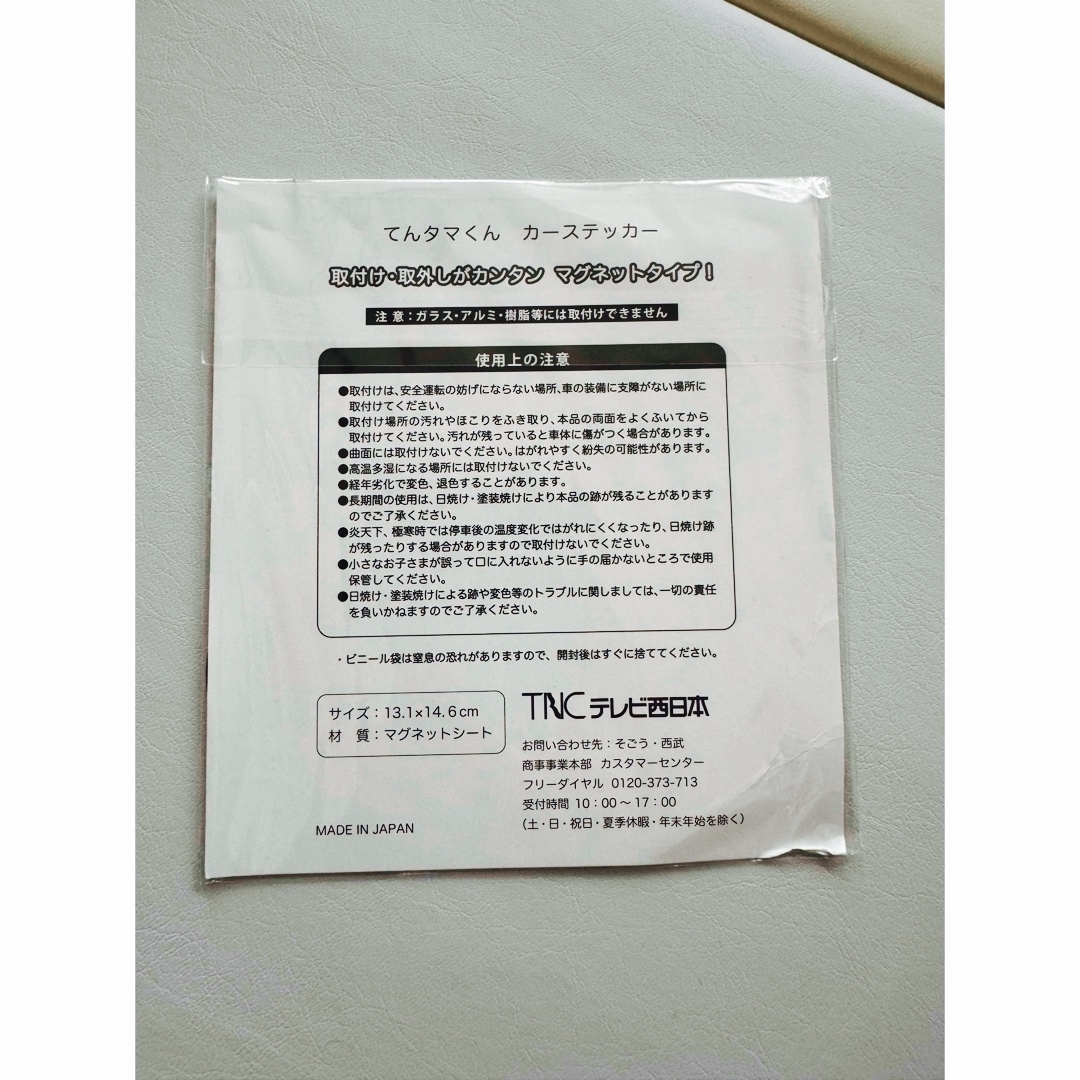 てんタマくん　カーステッカー
取付け・取外しがカンタン　マグネットタイプ！
注 意：ガラス・アルミ・樹脂等には取付けできません
使用上の注意
●取付けは、安全運転の妨げにならない場所、車の装備に支障がない場所に
取付けてください。
●取付け場所の汚れやほこりをふき取り、本品の両面をよくふいてから
取付けてください。汚れが残っていると車体に傷がつく場合があります。
●曲面には取付けないでください。はがれやすく紛失の可能性があります。
●高温多湿になる場所には取付けないでください。
●経年劣化で変色、退色することがあります。
●長期間の使用は、日焼け・塗装焼けにより本品の跡が残ることがあります
のでご了承ください。
●炎天下、極寒時では停車後の温度変化ではがれにくくなったり、日焼け跡
が残ったりする場合がありますので取付けないでください。
●小さなお子さまが誤って口に入れないように手の届かないところで使用
保管してください。
●日焼け・塗装焼けによる跡や変色等のトラブルに関しましては、一切の責任
を負いかねますのでご了承ください。
・ビニール袋は窒息の恐れがありますので、開封後はすぐに捨ててください。
サイズ：13.1×14.6cm
材　質：マグネットシート
MADE IN JAPAN
TNC テレビ西日本
お問い合わせ先：そごう・西武
商事事業本部　カスタマーセンター
フリーダイヤル　0120-373-713
受付時間 10：00～17：00
（土・日・祝日・夏季休暇・年末年始を除く）